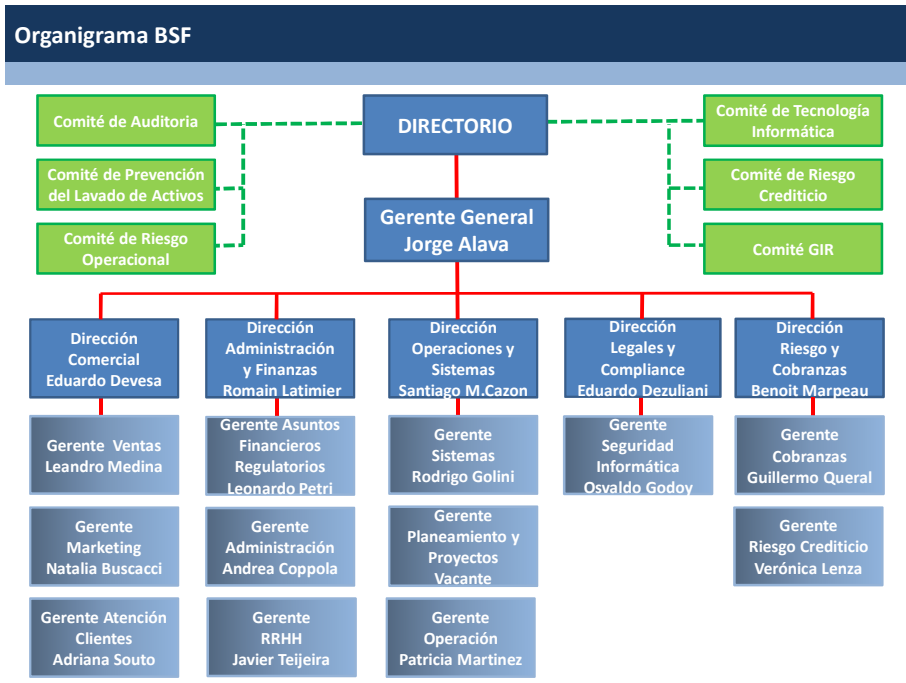 Organigrama BSF
Comité de Auditoria
DIRECTORIO
Comité de Tecnología
Informática
Comité de Prevención
del Lavado de Activos
Comité de Riesgo
Crediticio
Gerente General
Jorge Alava
Comité de Riesgo
Operacional
Comité GIR
Dirección
Comercial
Eduardo Devesa
Dirección
Administración
y Finanzas
Romain Latimier
Dirección
Operaciones y
Sistemas
Santiago M.Cazon
Dirección
Legales y
Compliance
Eduardo Dezuliani
Dirección
Riesgo y
Cobranzas
Benoit Marpeau
Gerente Ventas
Leandro Medina
Gerente Asuntos
Financieros
Regulatorios
Leonardo Petri
Gerente
Sistemas
Rodrigo Golini
Gerente
Seguridad
Informática
Osvaldo Godoy
Gerente
Cobranzas
Guillermo Queral
Gerente
Marketing
Natalia Buscacci
Gerente
Administración
Andrea Coppola
Gerente
Planeamiento y
Proyectos
Vacante
Gerente
Riesgo Crediticio
Verónica Lenza
Gerente Atención
Clientes
Adriana Souto
Gerente
RRHH
Javier Teijeira
Gerente
Operación
Patricia Martinez